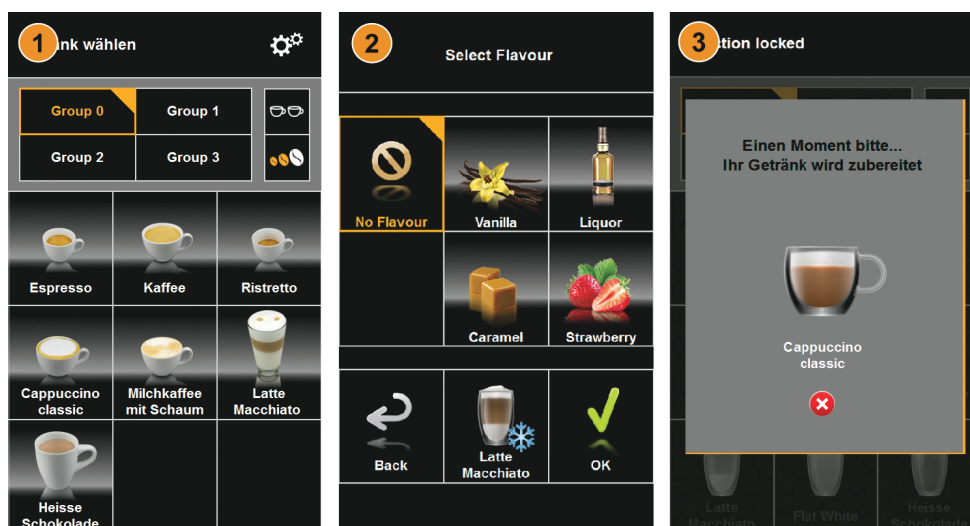 1
nk wählen
Group 0
Group 1
Group 2
Group 3
Espresso
Kaffee
Ristretto
Cappuccino
classic
Milchkaffee
mit Schaum
Latte
Macchiato
Heisse
Schokolade
2
Select Flavour
No Flavour
Vanilla
Liquor
Caramel
Strawberry
Back
Latte
Macchiato
OK
3
tion locked
Einen Moment bitte...
Ihr Getränk wird zubereitet
Cappuccino
classic
Latte
Macchiato
Flat White
Heisse
Schokolade